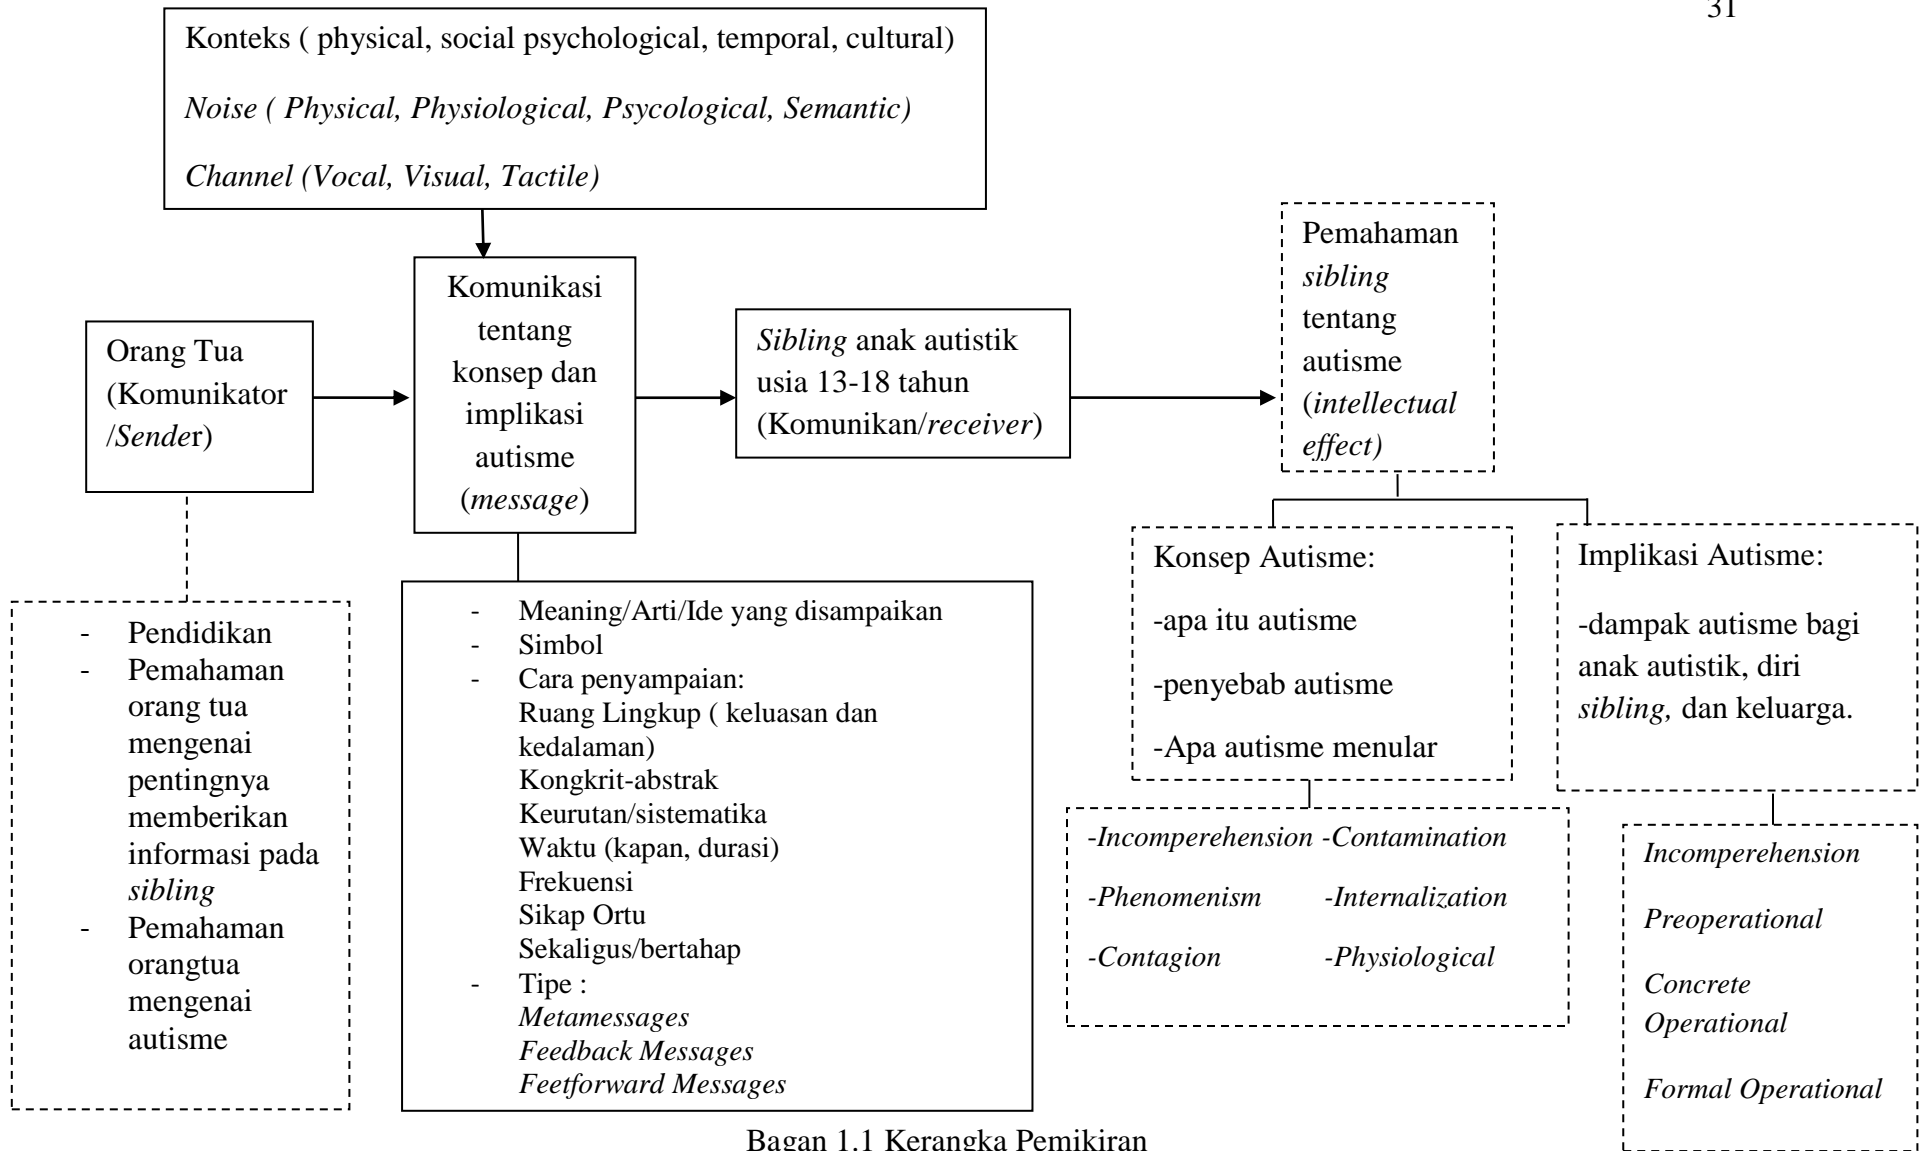 31
Konteks ( physical, social psychological, temporal, cultural)
Noise ( Physical, Physiological, Psycological, Semantic)
Channel (Vocal, Visual, Tactile)
Orang Tua
(Komunikator
/Sender)
Komunikasi
tentang
konsep dan
implikasi
autisme
(message)
Sibling anak autistik
usia 13-18 tahun
(Komunikan/receiver)
Pemahaman
sibling
tentang
autisme
(intellectual
effect)
- Pendidikan
- Pemahaman
orang tua
mengenai
pentingnya
memberikan
informasi pada
sibling
- Pemahaman
orangtua
mengenai
autisme
- Meaning/Arti/Ide yang disampaikan
- Simbol
- Cara penyampaian:
Ruang Lingkup ( keluasan dan
kedalaman)
Kongkrit-abstrak
Keurutan/sistematika
Waktu (kapan, durasi)
Frekuensi
Sikap Ortu
Sekaligus/bertahap
- Tipe :
Metamessages
Feedback Messages
Feetforward Messages
Konsep Autisme:
-apa itu autisme
-penyebab autisme
-Apa autisme menular
Implikasi Autisme:
-dampak autisme bagi
anak autistik, diri
sibling, dan keluarga.
-Incomperehension -Contamination
-Phenomenism -Internalization
-Contagion -Physiological
Incomperehension
Preoperational
Concrete
Operational
Formal Operational
Bagan 1.1 Kerangka Pemikiran